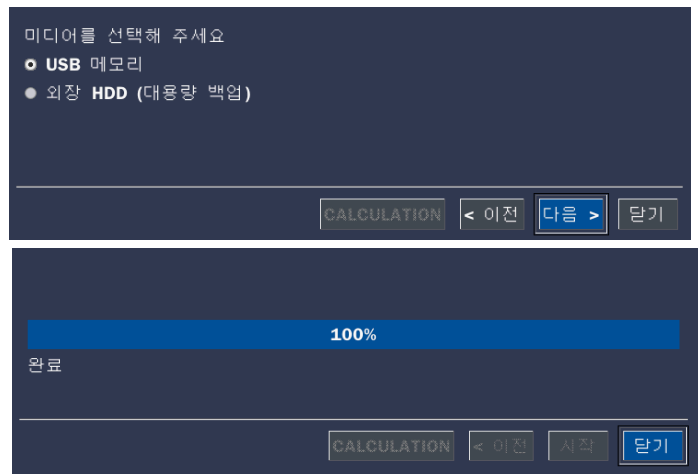 미디어를 선택해 주세요
USB 메모리
외장 HDD (대용량 백업)
CALCULATION < 이전 다음 > 닫기
100%
완료
CALCULATION < 이전 시작 닫기